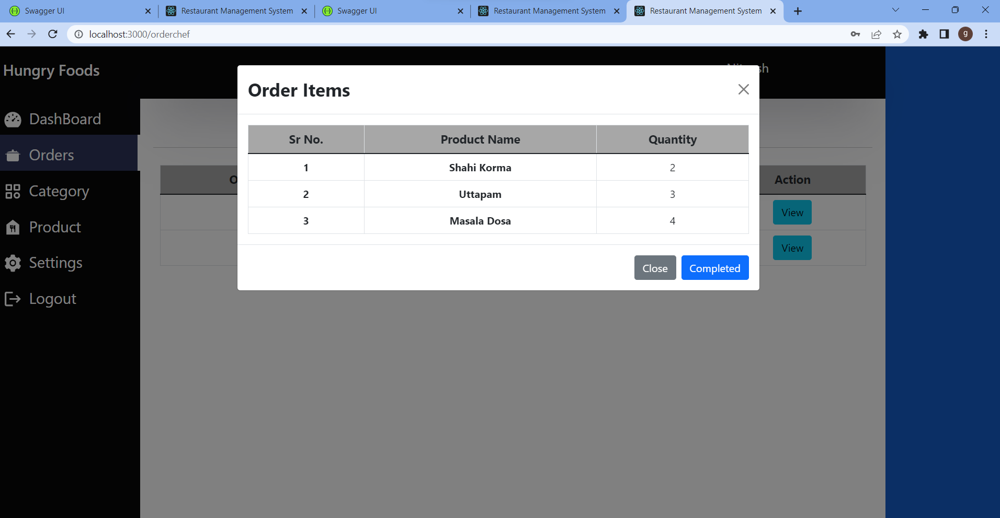 Swagger UI
Restaurant Management System
Swagger UI
Restaurant Management System
Restaurant Management System
localhost:3000/orderchef
g
Hungry Foods
DashBoard
Orders
Category
Product
Settings
Logout
Order Items
Sr No. Product Name Quantity
1 Shahi Korma 2
2 Uttapam 3
3 Masala Dosa 4
Close Completed
Action
View
View